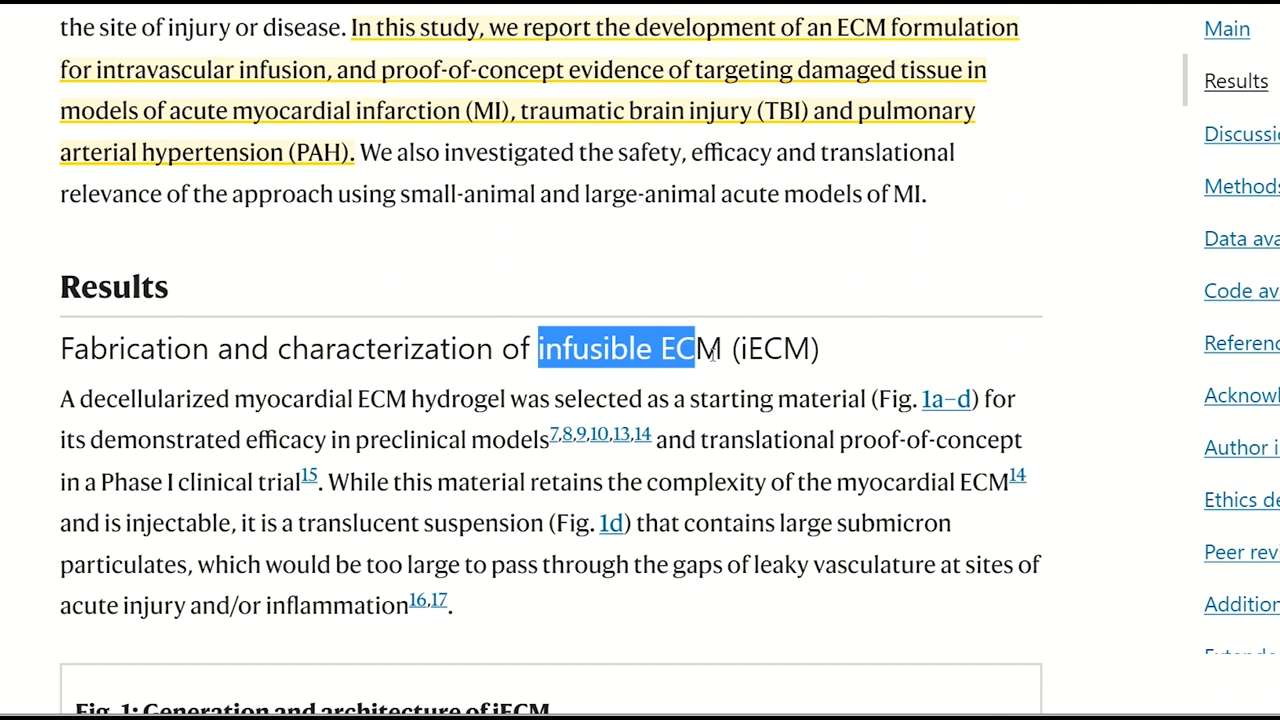 the site of injury or disease. In this study, we report the development of an ECM formulation
for intravascular infusion, and proof-of-concept evidence of targeting damaged tissue in
models of acute myocardial infarction (MI), traumatic brain injury (TBI) and pulmonary
arterial hypertension (PAH). We also investigated the safety, efficacy and translational
relevance of the approach using small-animal and large-animal acute models of MI.
Results
Fabrication and characterization of infusible ECM (iECM)
A decellularized myocardial ECM hydrogel was selected as a starting material (Fig. 1a–d) for
its demonstrated efficacy in preclinical models7,8,9,10,13,14 and translational proof-of-concept
in a Phase I clinical trial15. While this material retains the complexity of the myocardial ECM14
and is injectable, it is a translucent suspension (Fig. 1d) that contains large submicron
particulates, which would be too large to pass through the gaps of leaky vasculature at sites of
acute injury and/or inflammation16,17.
Fig. 1: Generation and architecture of iECM
Main
Results
Discussi
Methods
Data ava
Code av
Referenc
Acknowl
Author i
Ethics de
Peer revi
Addition